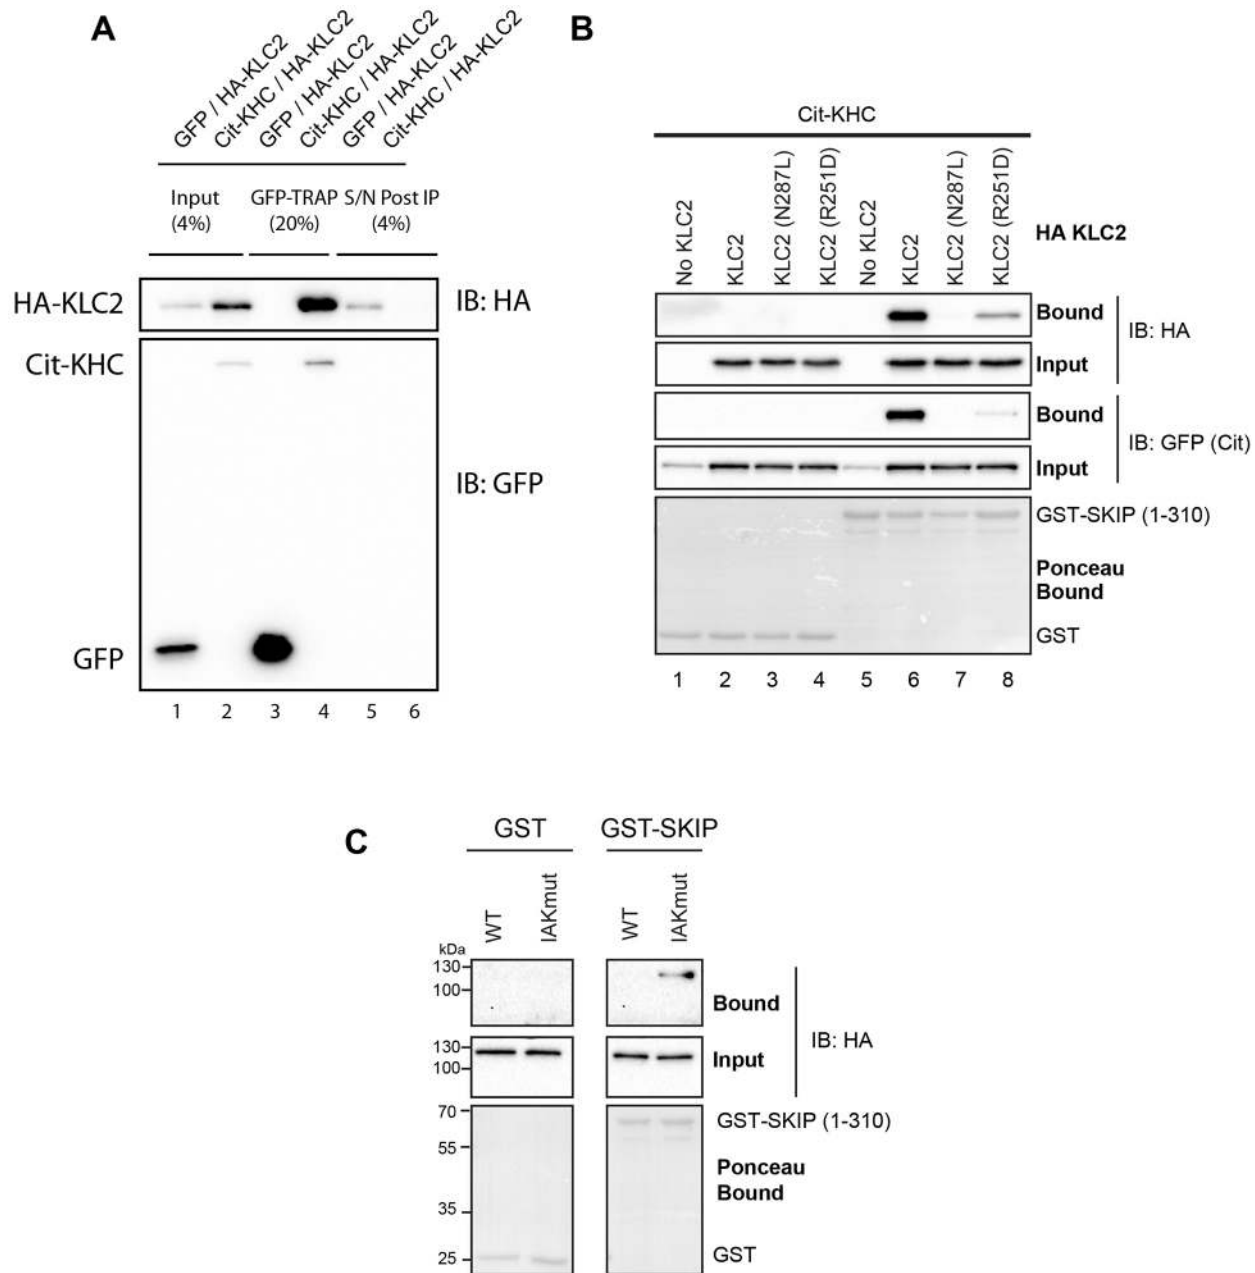 A
GFP / HA-KLC2
Cit-KHC / HA-KLC2
GFP / HA-KLC2
Cit-KHC / HA-KLC2
GFP / HA-KLC2
Cit-KHC / HA-KLC2
Input
(4%)
GFP-TRAP
(20%)
S/N Post IP
(4%)
HA-KLC2
IB: HA
Cit-KHC
IB: GFP
GFP
1 2 3 4 5 6
B
Cit-KHC
No KLC2
KLC2
KLC2 (N287L)
KLC2 (R251D)
No KLC2
KLC2
KLC2 (N287L)
KLC2 (R251D)
HA KLC2
Bound
IB: HA
Input
Bound
IB: GFP (Cit)
Input
GST-SKIP (1-310)
Ponceau
Bound
GST
1 2 3 4 5 6 7 8
C
GST
GST-SKIP
WT
IAKmut
WT
IAKmut
kDa
130
100
Bound
IB: HA
130
100
Input
70
GST-SKIP (1-310)
55
Ponceau
Bound
35
25
GST